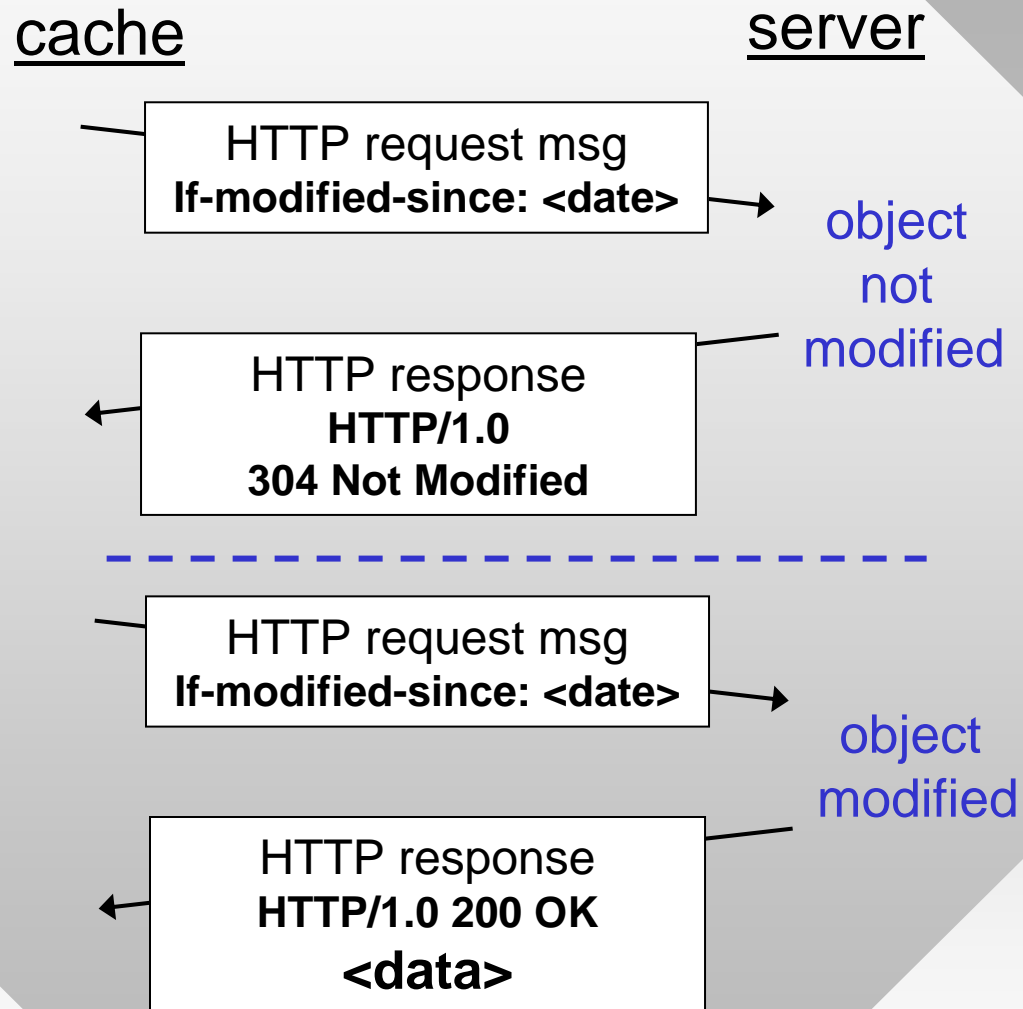 cache
server
HTTP request msg
If-modified-since: <date>
object
not
modified
HTTP response
HTTP/1.0
304 Not Modified
HTTP request msg
If-modified-since: <date>
object
modified
HTTP response
HTTP/1.0 200 OK
<data>